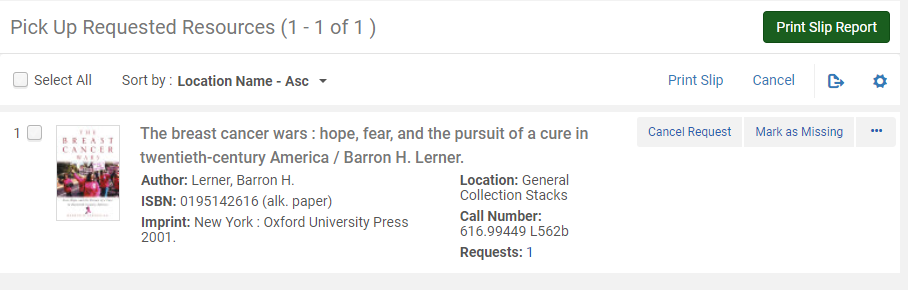 Pick Up Requested Resources (1 - 1 of 1 )
Print Slip Report
Select All
Sort by : Location Name - Asc
Print Slip
Cancel
1
THE
BREAST
CANCER
WARS
The breast cancer wars : hope, fear, and the pursuit of a cure in
twentieth-century America / Barron H. Lerner.
Author: Lerner, Barron H.
ISBN: 0195142616 (alk. paper)
Imprint: New York : Oxford University Press
2001.
Location: General
Collection Stacks
Call Number:
616.99449 L562b
Requests: 1
Cancel Request
Mark as Missing